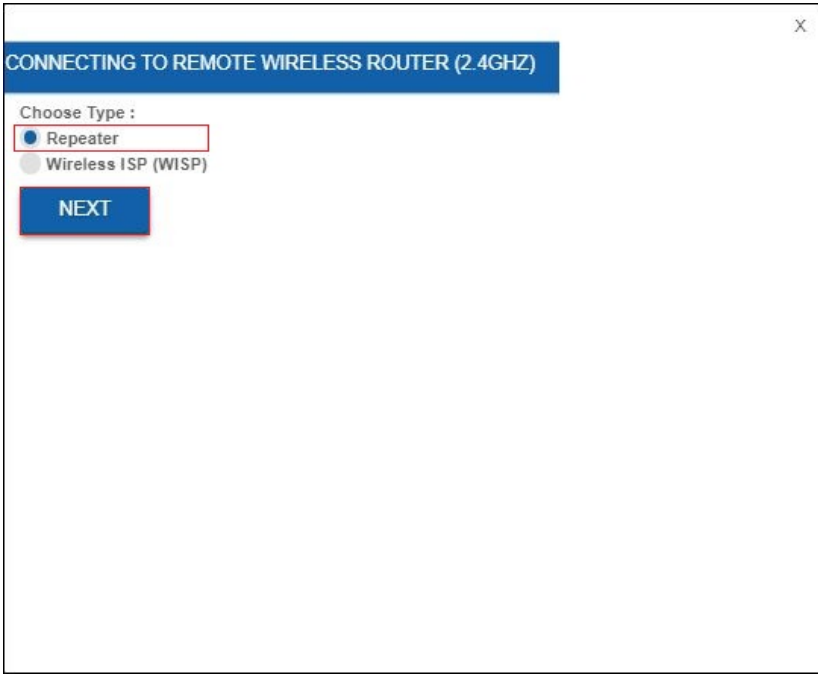 X
CONNECTING TO REMOTE WIRELESS ROUTER (2.4GHZ)
Choose Type :
Repeater
Wireless ISP (WISP)
NEXT